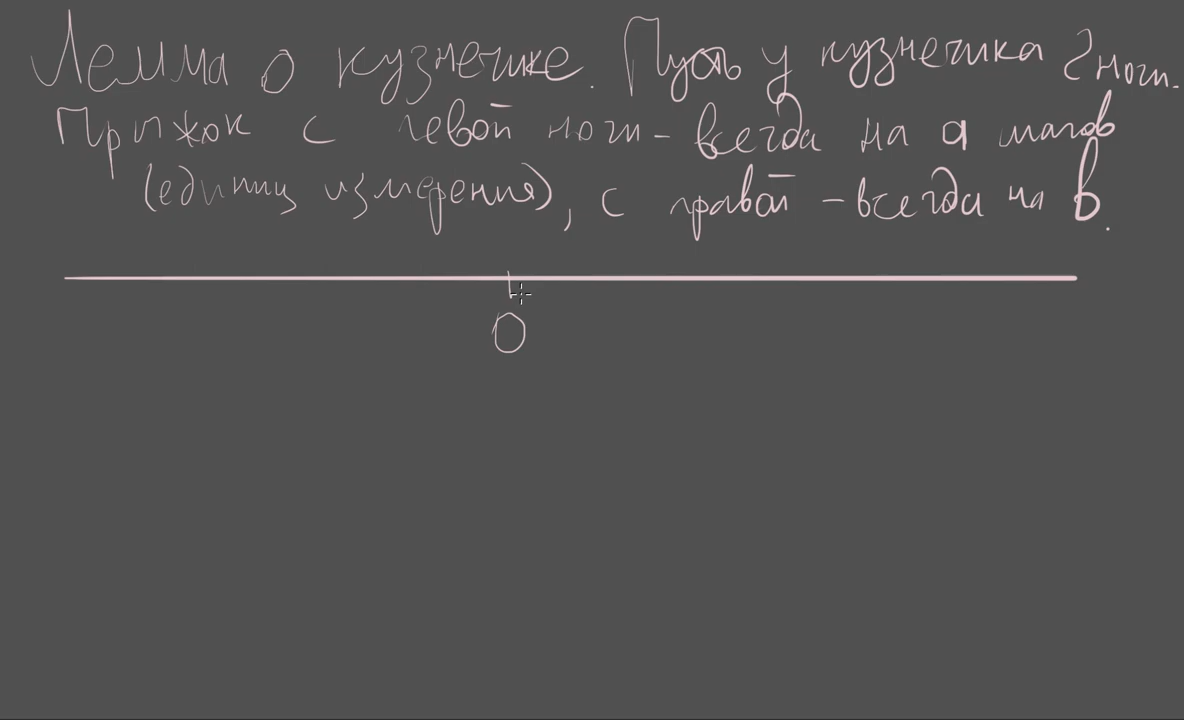 Лемма о кузнечике. Пусть у кузнечика 2 ноги.
Прыжок с левой ноги - всегда на a шагов
(единиц измерения), с правой - всегда на b.
0